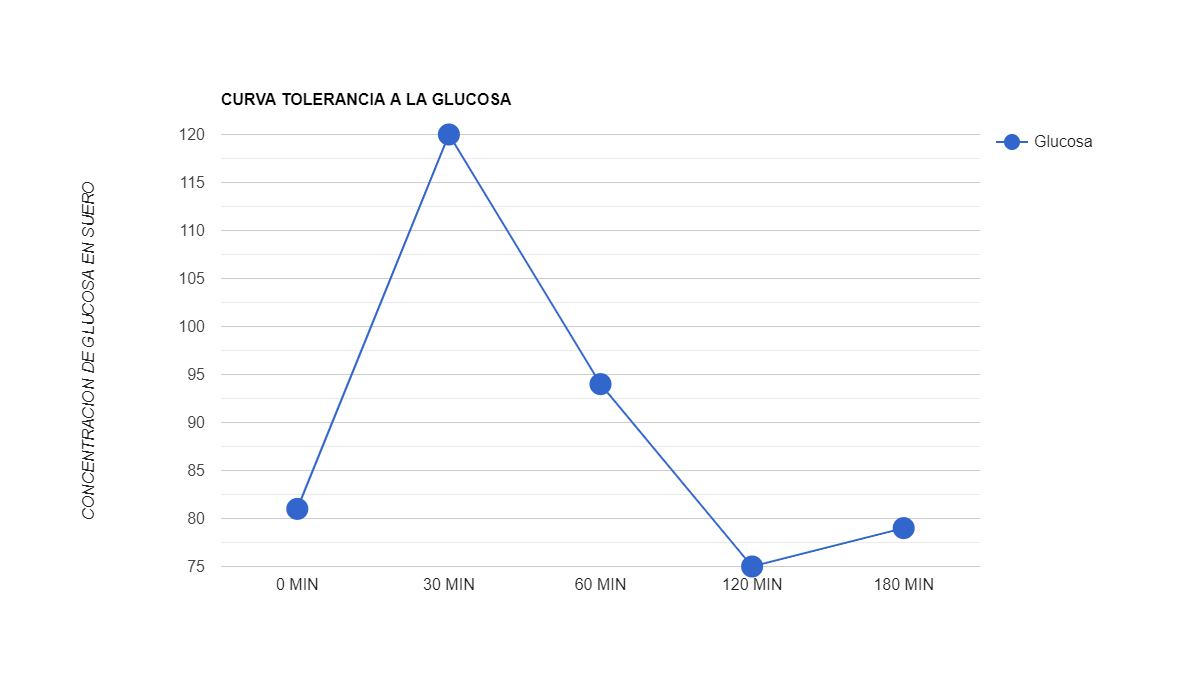 CURVA TOLERANCIA A LA GLUCOSA
Glucosa
CONCENTRACION DE GLUCOSA EN SUERO
120
115
110
105
100
95
90
85
80
75
0 MIN
30 MIN
60 MIN
120 MIN
180 MIN